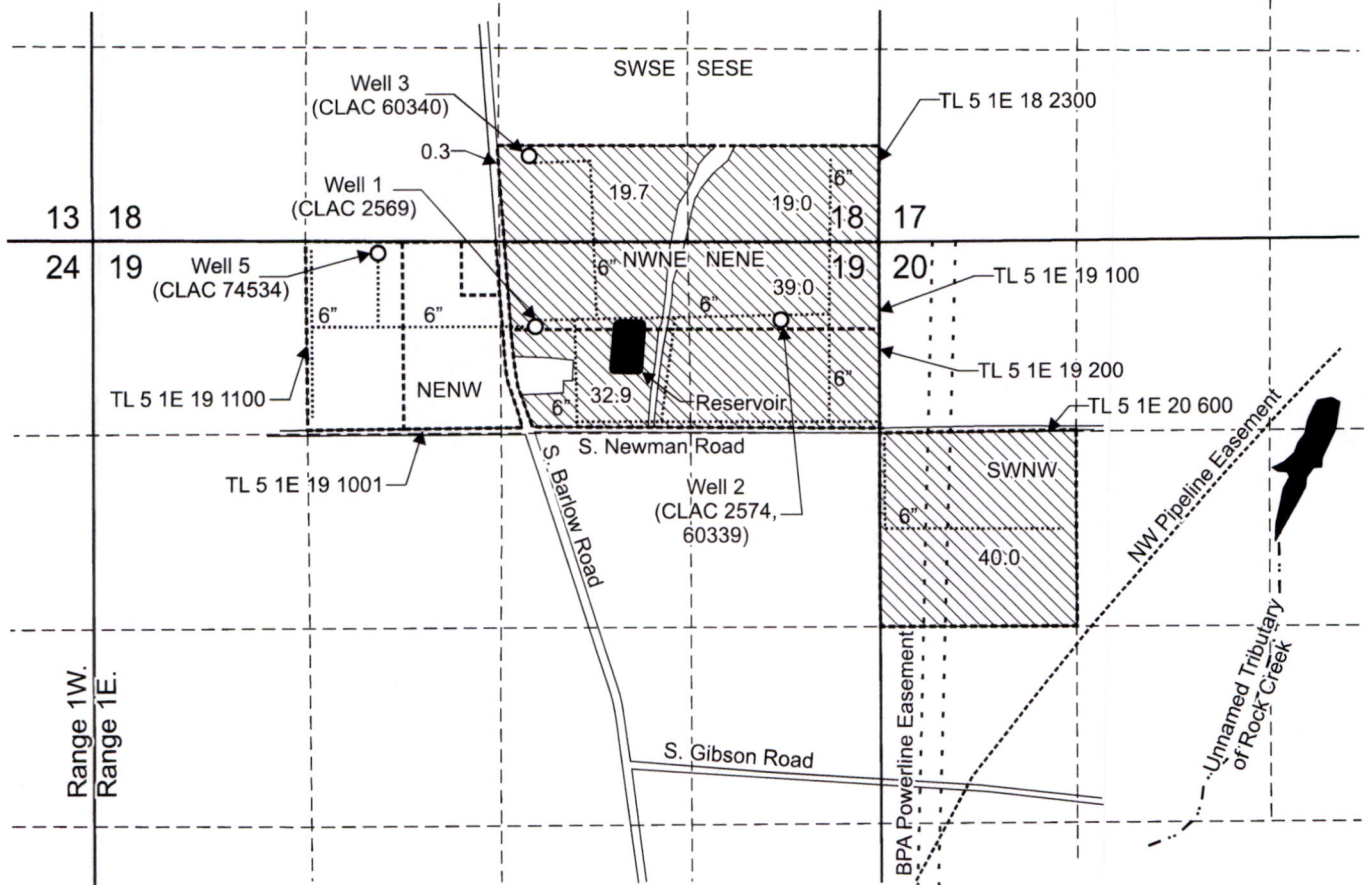 SWSE SESE
Well 3
(CLAC 60340)
TL 5 1E 18 2300
0.3
19.7
19.0
6”
Well 1
(CLAC 2569)
13 18
18 17
24 19
19 20
Well 5
(CLAC 74534)
6”
NWNE NENE
39.0
TL 5 1E 19 100
6”
6”
6”
TL 5 1E 19 200
6”
TL 5 1E 19 1100
NENW
32.9
6”
Reservoir
TL 5 1E 20 600
S. Newman Road
TL 5 1E 19 1001
S. Barlow Road
Well 2
(CLAC 2574,
60339)
SWNW
6”
40.0
NW Pipeline Easement
Range 1W.
Range 1E.
BPA Powerline Easement
Unnamed Tributary
of Rock Creek
S. Gibson Road